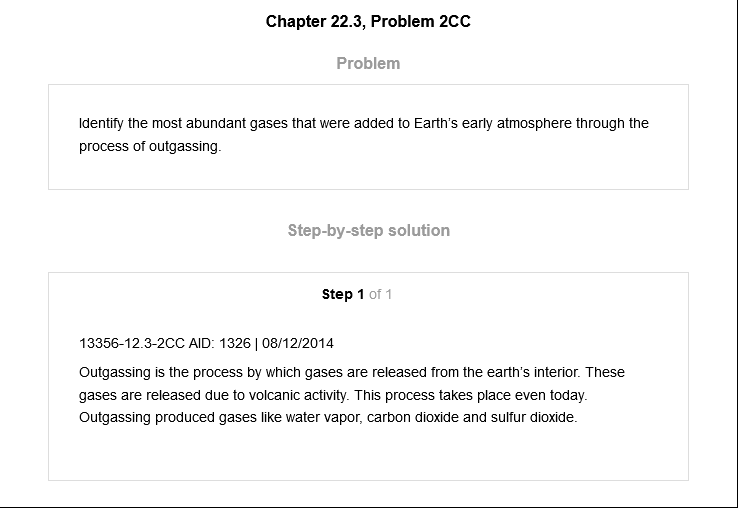 Chapter 22.3, Problem 2CC
Problem
Identify the most abundant gases that were added to Earth's early atmosphere through the
process of outgassing.
Step-by-step solution
Step 1 of 1
13356-12.3-2CC AID: 1326 | 08/12/2014
Outgassing is the process by which gases are released from the earth's interior. These
gases are released due to volcanic activity. This process takes place even today.
Outgassing produced gases like water vapor, carbon dioxide and sulfur dioxide.